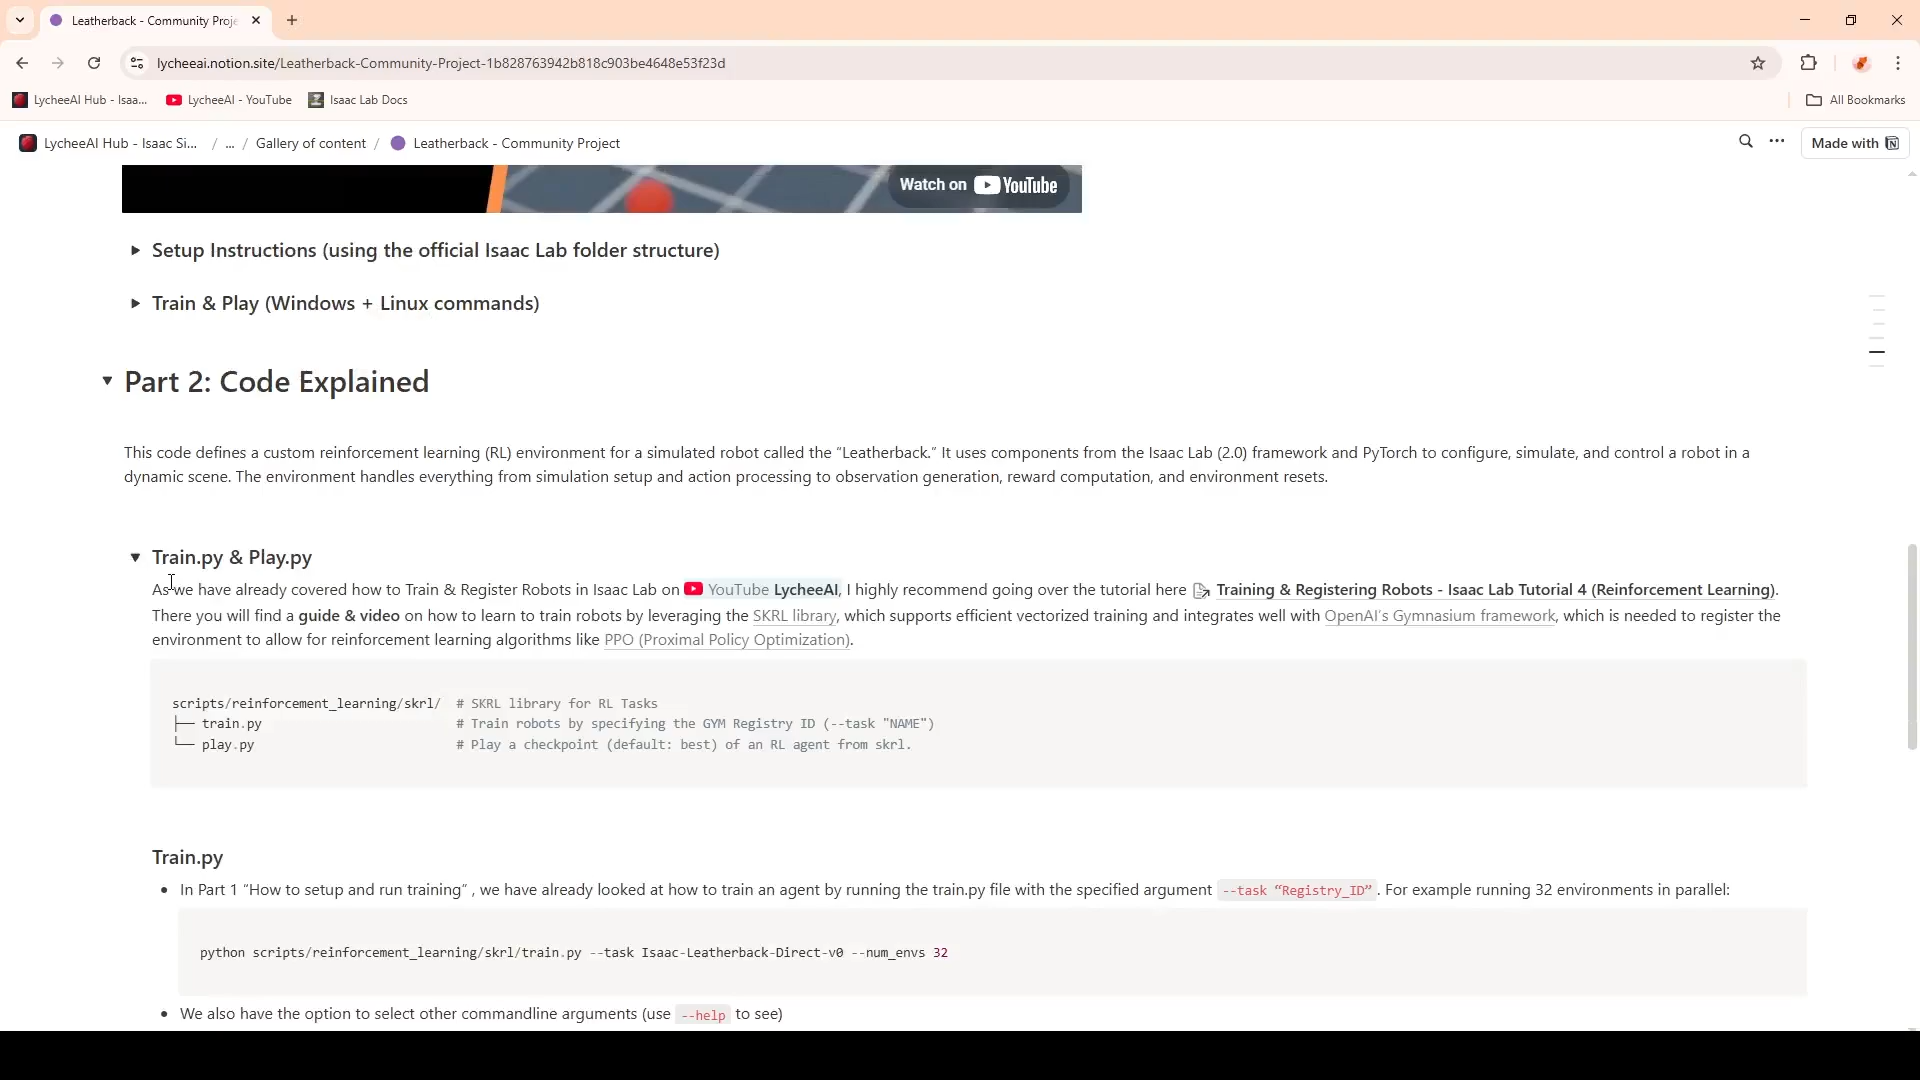 Leatherback - Community Proje
lycheeai.notion.site/Leatherback-Community-Project-1b828763942b818c903be4648e53f23d
LycheeAI Hub - Isaa... LycheeAI - YouTube Isaac Lab Docs All Bookmarks
LycheeAI Hub - Isaac Si... / ... / Gallery of content / Leatherback - Community Project Made with
Watch on YouTube
Setup Instructions (using the official Isaac Lab folder structure)
Train & Play (Windows + Linux commands)
Part 2: Code Explained
This code defines a custom reinforcement learning (RL) environment for a simulated robot called the “Leatherback.” It uses components from the Isaac Lab (2.0) framework and PyTorch to configure, simulate, and control a robot in a
dynamic scene. The environment handles everything from simulation setup and action processing to observation generation, reward computation, and environment resets.
Train.py & Play.py
As we have already covered how to Train & Register Robots in Isaac Lab on YouTube LycheeAI, I highly recommend going over the tutorial here Training & Registering Robots - Isaac Lab Tutorial 4 (Reinforcement Learning).
There you will find a guide & video on how to learn to train robots by leveraging the SKRL library, which supports efficient vectorized training and integrates well with OpenAI’s Gymnasium framework, which is needed to register the
environment to allow for reinforcement learning algorithms like PPO (Proximal Policy Optimization).
scripts/reinforcement_learning/skrl/ # SKRL library for RL Tasks
├── train.py # Train robots by specifying the GYM Registry ID (--task "NAME")
└── play.py # Play a checkpoint (default: best) of an RL agent from skrl.
Train.py
• In Part 1 “How to setup and run training” , we have already looked at how to train an agent by running the train.py file with the specified argument --task “Registry_ID” . For example running 32 environments in parallel:
python scripts/reinforcement_learning/skrl/train.py --task Isaac-Leatherback-Direct-v0 --num_envs 32
• We also have the option to select other commandline arguments (use --help to see)